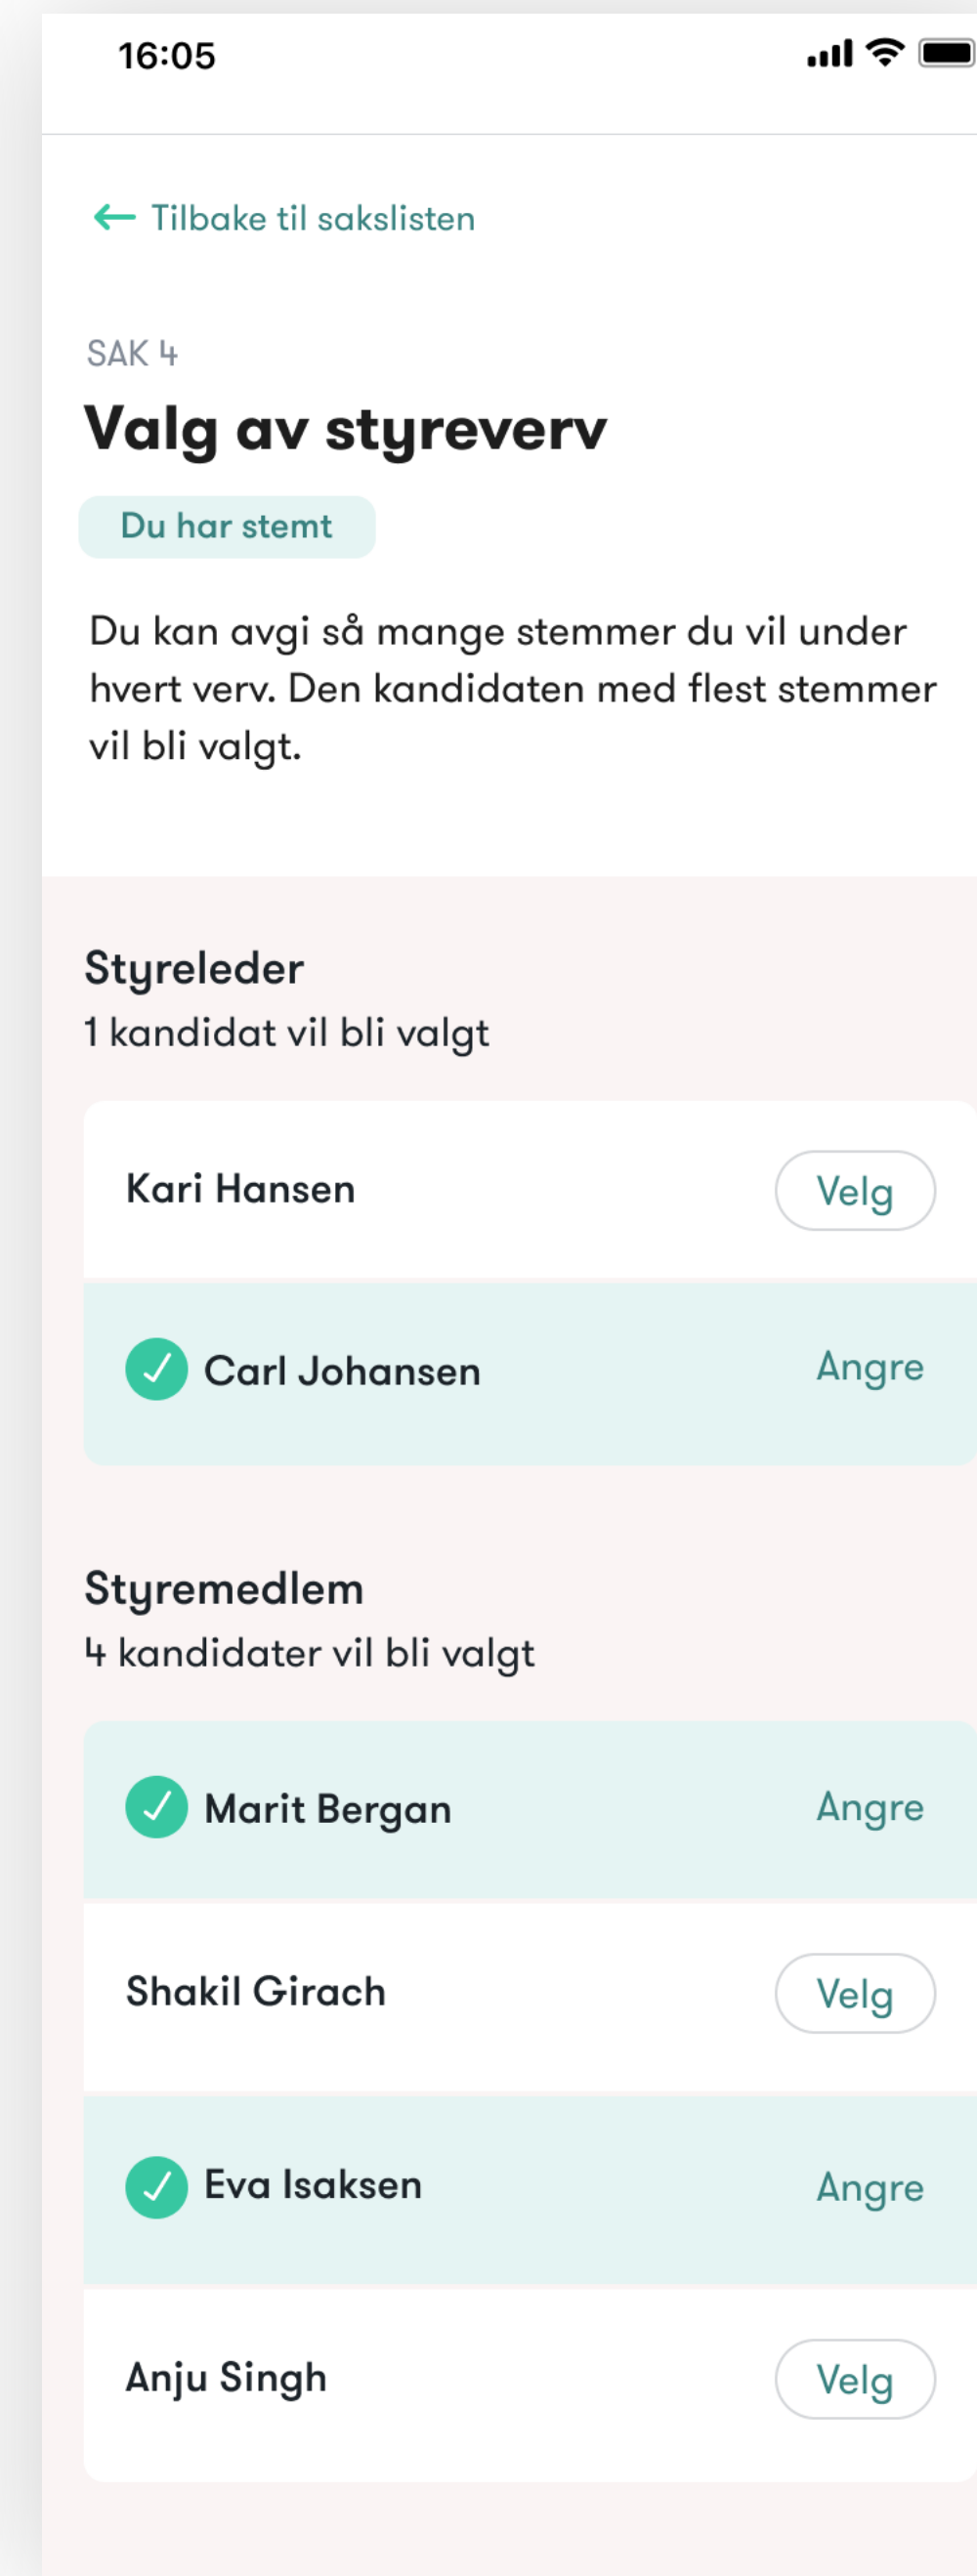 16:05
Tilbake til sakslisten
SAK 4
Valg av styreverv
Du har stemt
Du kan avgi så mange stemmer du vil under
hvert verv. Den kandidaten med flest stemmer
vil bli valgt.
Styreleder
1 kandidat vil bli valgt
Kari Hansen
Velg
Carl Johansen
Angre
Styremedlem
4 kandidater vil bli valgt
Marit Bergan
Angre
Shakil Girach
Velg
Eva Isaksen
Angre
Anju Singh
Velg